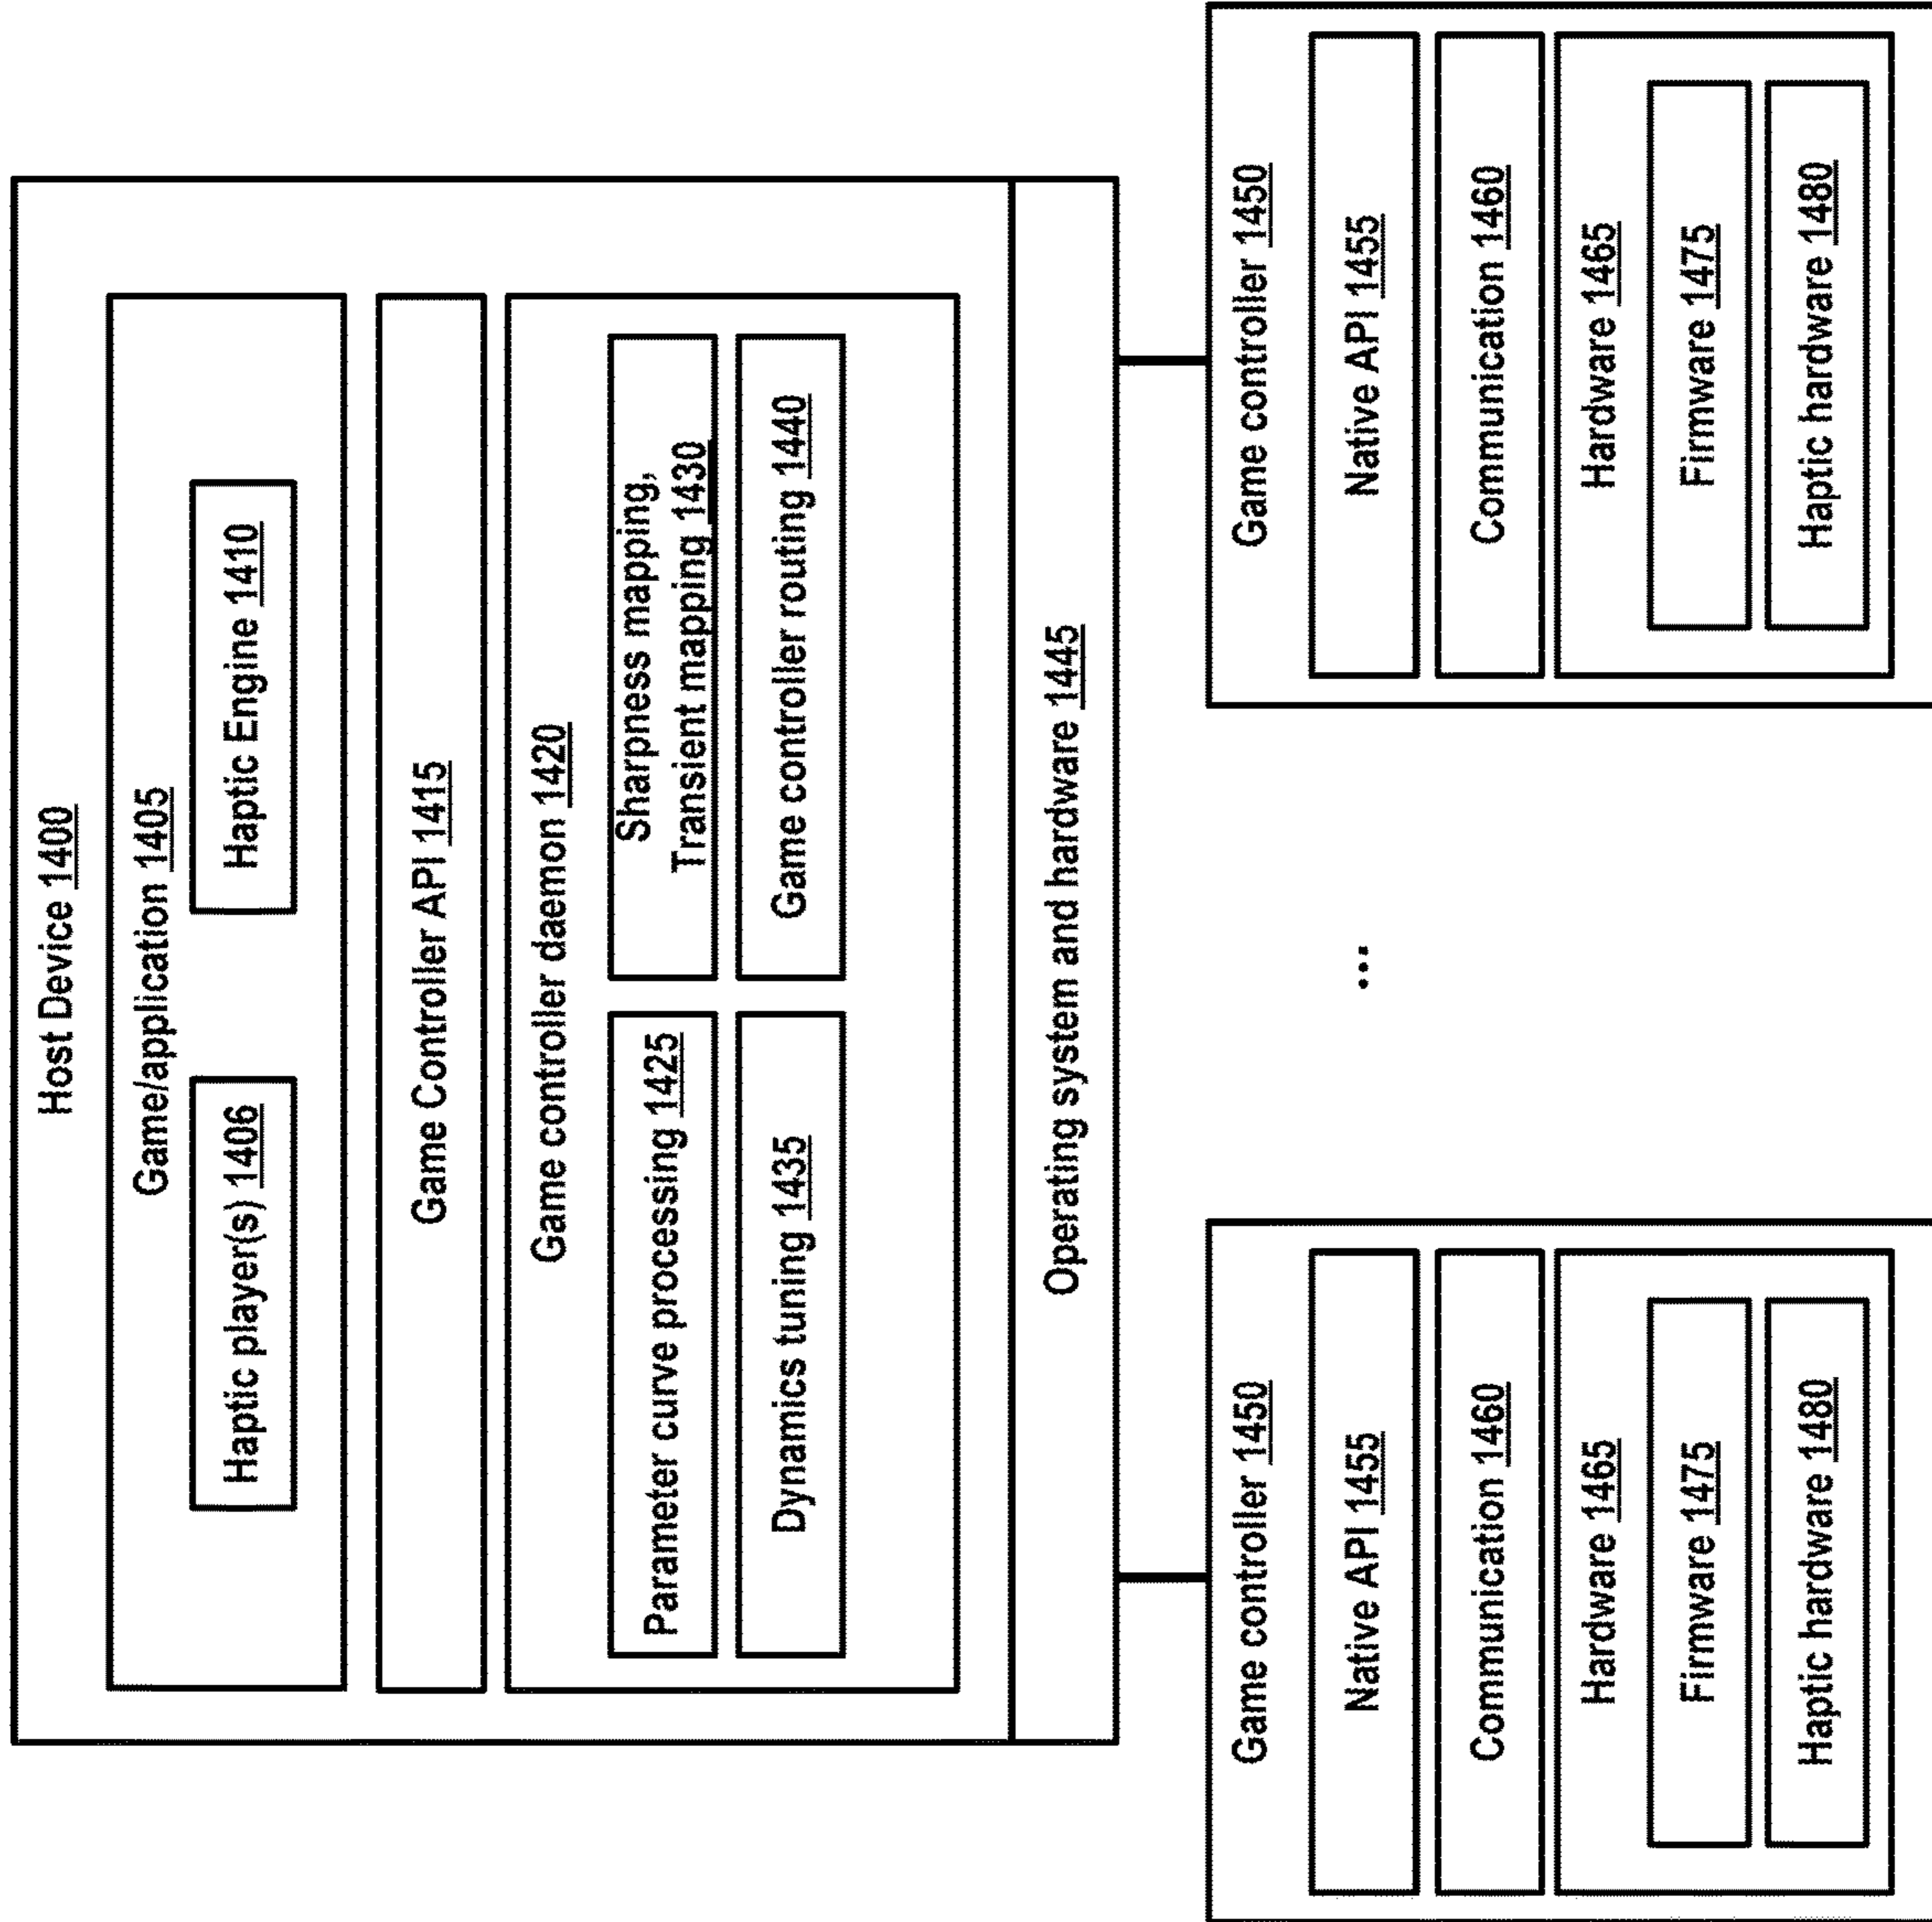 Host Device 1400
Game/application 1405
Haptic player(s) 1406
Haptic Engine 1410
Game Controller API 1415
Game controller daemon 1420
Parameter curve processing 1425
Sharpness mapping,
Transient mapping 1430
Dynamics tuning 1435
Game controller routing 1440
Operating system and hardware 1445
Game controller 1450
Native API 1455
Communication 1460
Hardware 1465
Firmware 1475
Haptic hardware 1480
...
Game controller 1450
Native API 1455
Communication 1460
Hardware 1465
Firmware 1475
Haptic hardware 1480